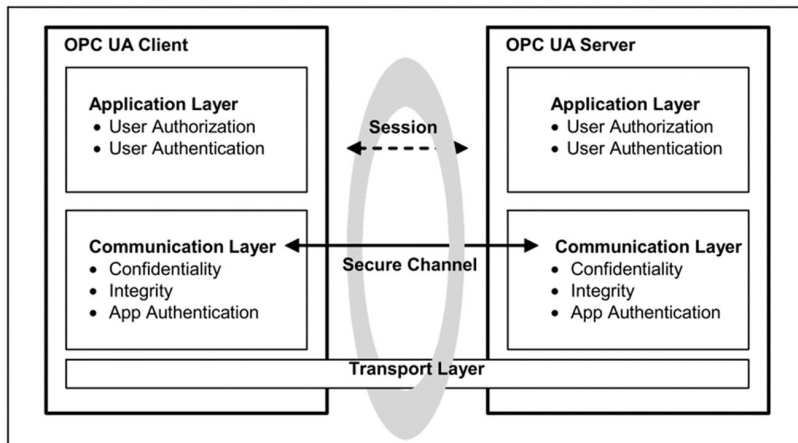 OPC UA Client
Application Layer
• User Authorization
• User Authentication
Communication Layer
• Confidentiality
• Integrity
• App Authentication
Session
Secure Channel
Transport Layer
OPC UA Server
Application Layer
• User Authorization
• User Authentication
Communication Layer
• Confidentiality
• Integrity
• App Authentication